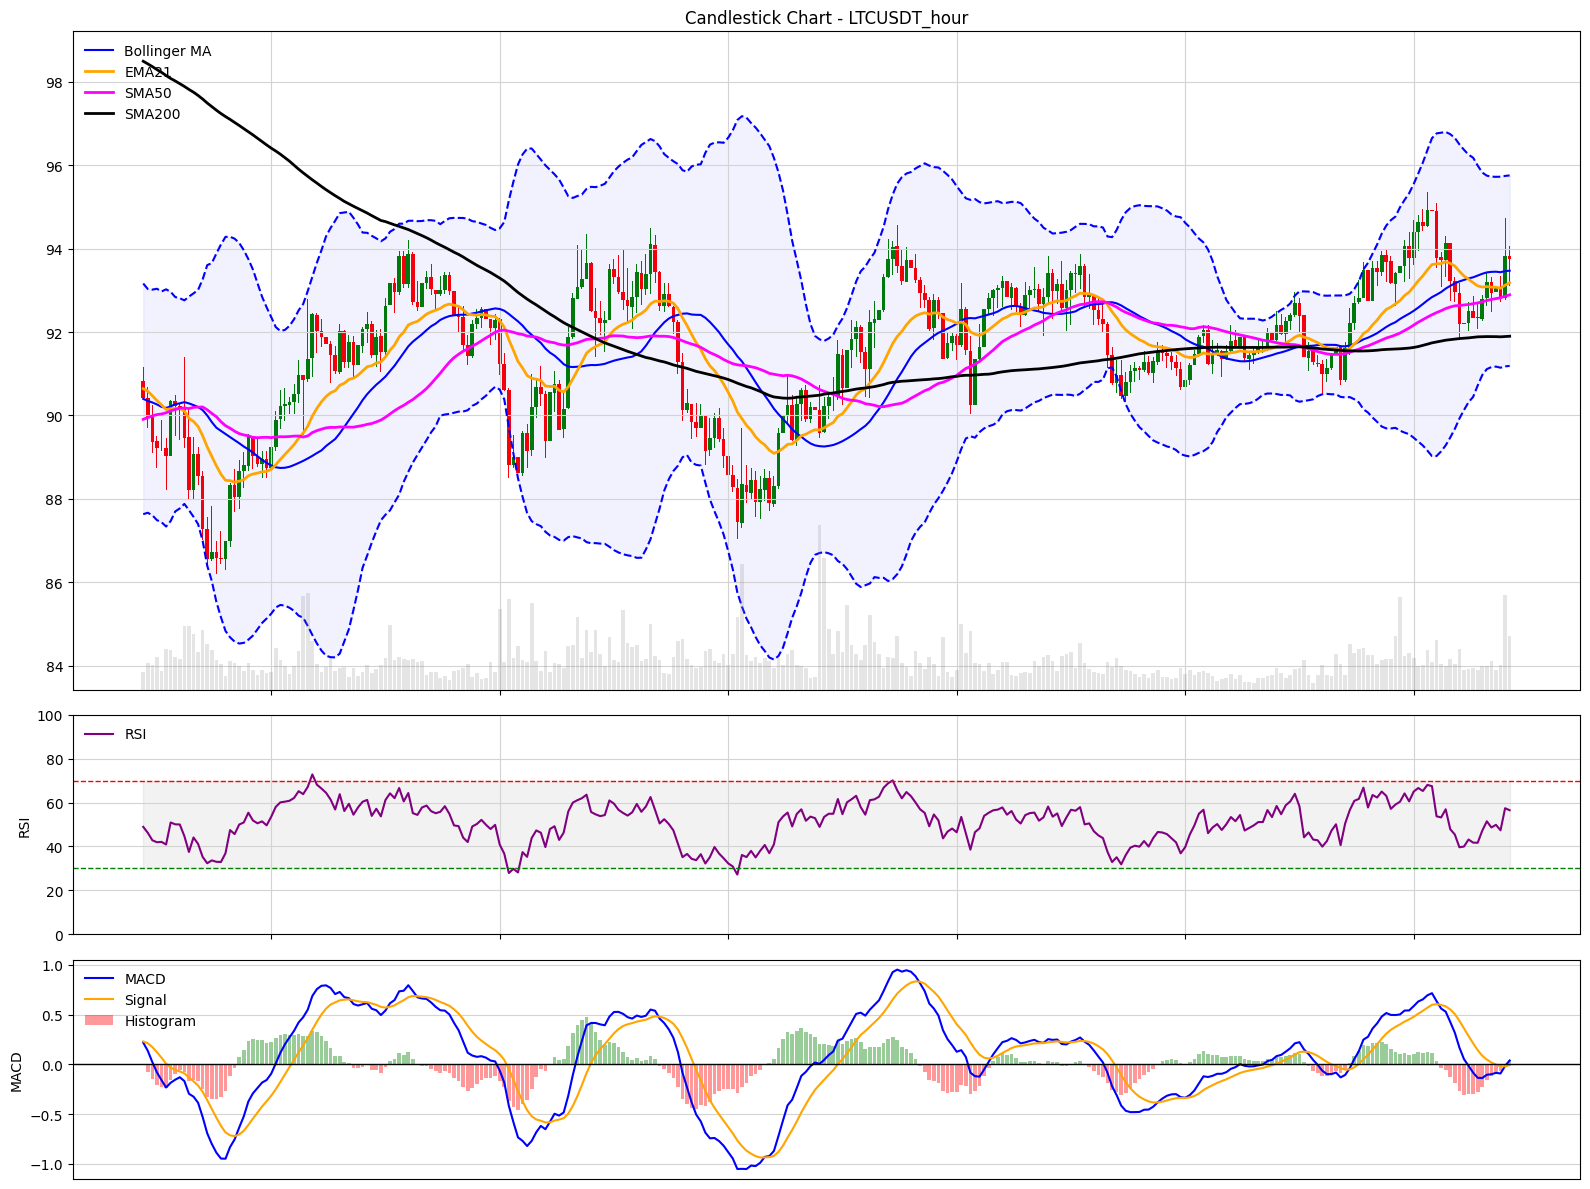 Candlestick Chart - LTCUSDT_hour
Bollinger MA
EMA21
SMA50
SMA200
98
96
94
92
90
88
86
84
RSI
100
80
60
40
20
0
RSI
MACD
Signal
Histogram
1.0
0.5
0.0
−0.5
−1.0
MACD